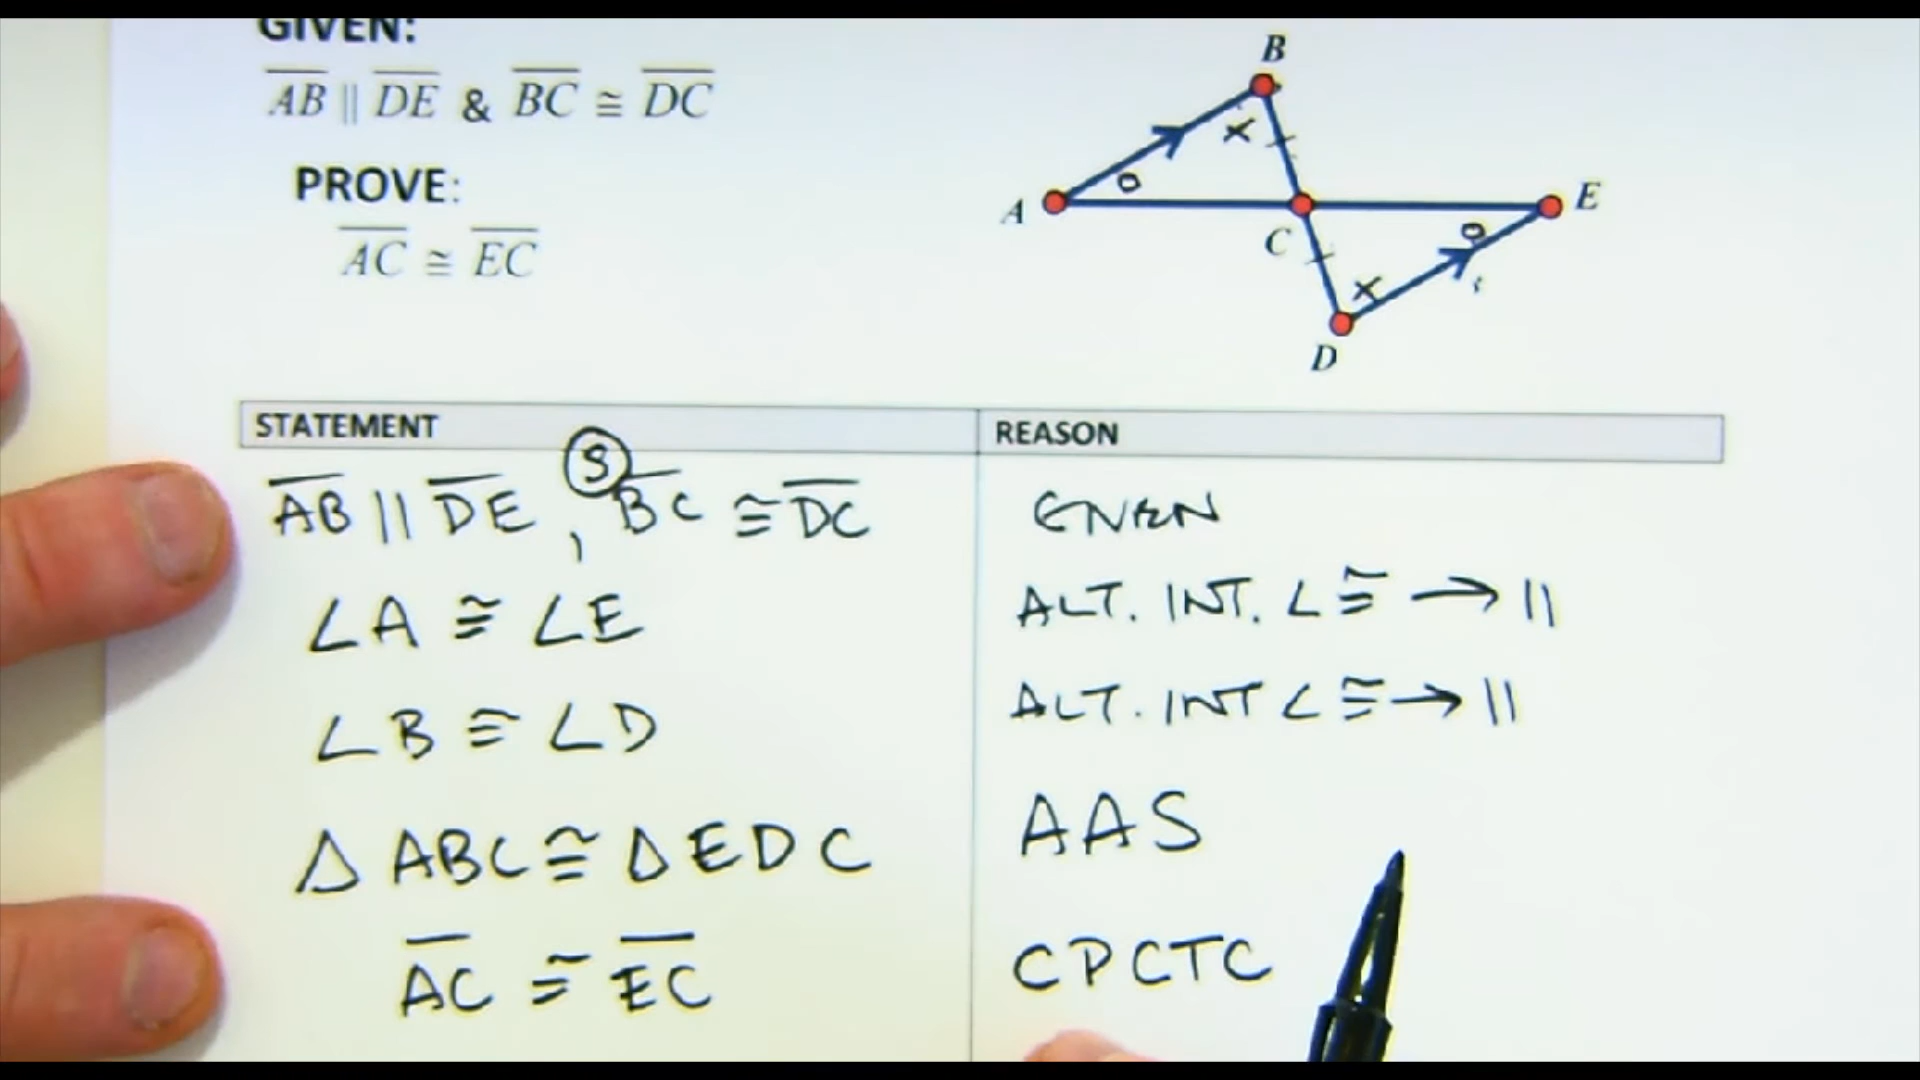 GIVEN:
AB || DE & BC ≅ DC
PROVE:
AC ≅ EC
B
A
E
C
D
STATEMENT
REASON
S
AB || DE, BC ≅ DC
GIVEN
∠A ≅ ∠E
ALT. INT. ∠ ≅ → ||
∠B ≅ ∠D
ALT. INT ∠ ≅ → ||
Δ ABC ≅ Δ EDC
AAS
AC ≅ EC
CPCTC